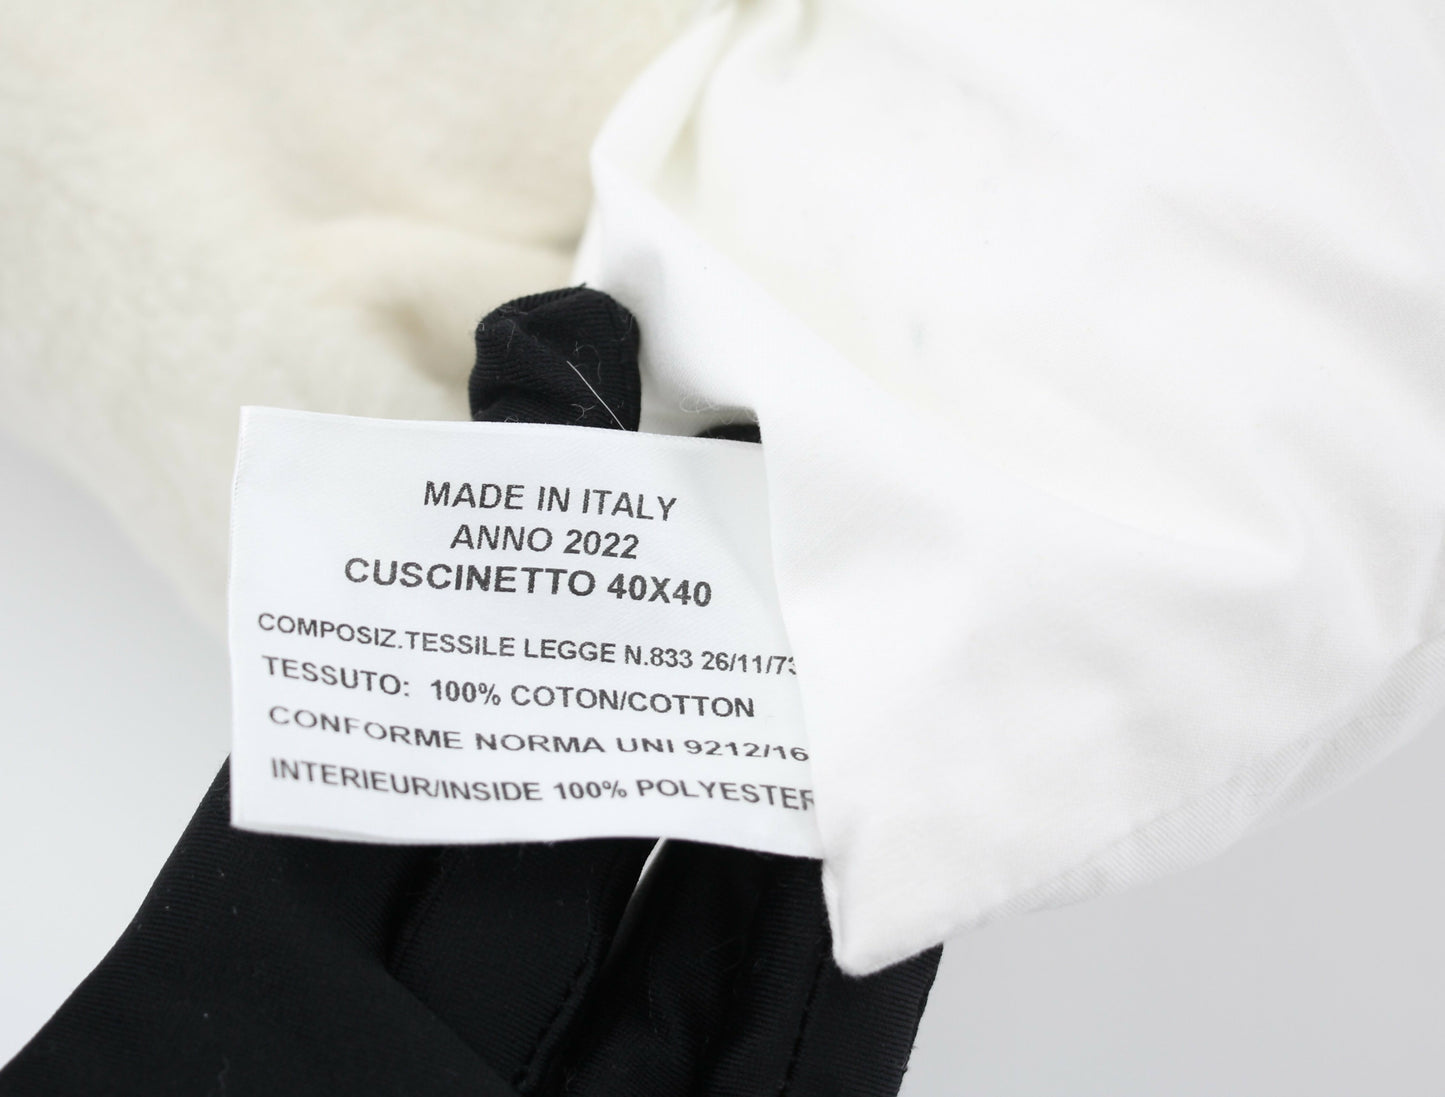 MADE IN ITALY
ANNO 2022
CUSCINETTO 40X40
COMPOSIZ.TESSILE LEGGE N.833 26/11/73
TESSUTO: 100% COTON/COTTON
CONFORME NORMA UNI 9212/16
INTERIEUR/INSIDE 100% POLYESTER